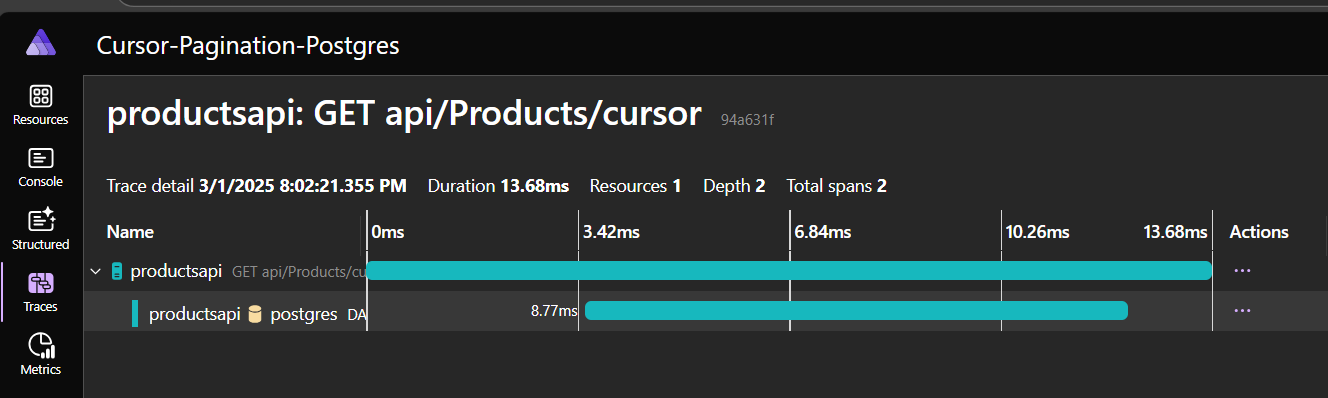 Cursor-Pagination-Postgres
Resources
Console
Structured
Traces
Metrics
productsapi: GET api/Products/cursor 94a631f
Trace detail 3/1/2025 8:02:21.355 PM Duration 13.68ms Resources 1 Depth 2 Total spans 2
Name 0ms 3.42ms 6.84ms 10.26ms 13.68ms Actions
productsapi GET api/Products/cu
productsapi postgres DA 8.77ms